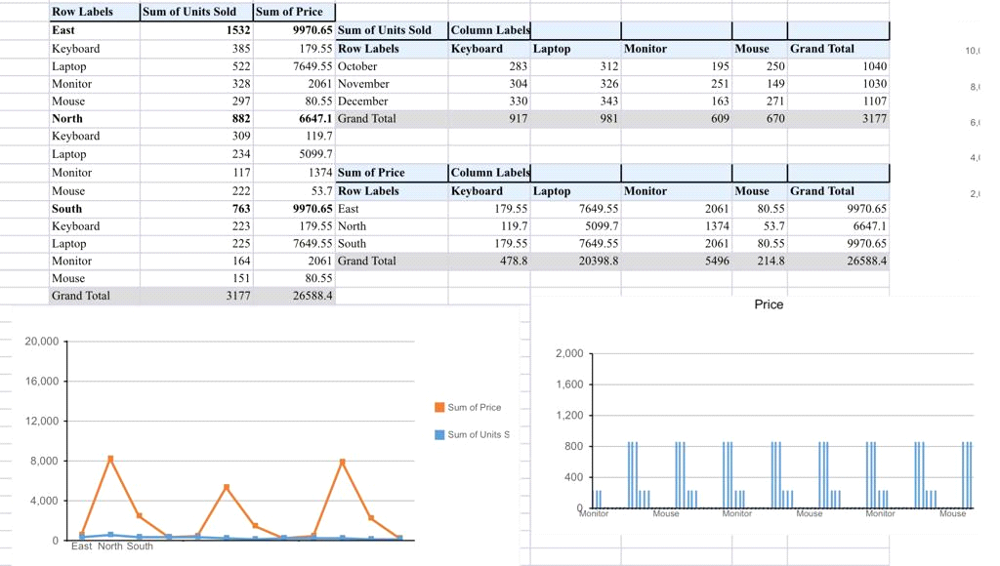 Row Labels Sum of Units Sold Sum of Price
East 1532 9970.65 Sum of Units Sold Column Labels
Keyboard 385 179.55 Row Labels Keyboard Laptop Monitor Mouse Grand Total
Laptop 522 7649.55 October 283 312 195 250 1040
Monitor 328 2061 November 304 326 251 149 1030
Mouse 297 80.55 December 330 343 163 271 1107
North 882 6647.1 Grand Total 917 981 609 670 3177
Keyboard 309 119.7
Laptop 234 5099.7
Monitor 117 1374 Sum of Price Column Labels
Mouse 222 53.7 Row Labels Keyboard Laptop Monitor Mouse Grand Total
South 763 9970.65 East 179.55 7649.55 2061 80.55 9970.65
Keyboard 223 179.55 North 119.7 5099.7 1374 53.7 6647.1
Laptop 225 7649.55 South 179.55 7649.55 2061 80.55 9970.65
Monitor 164 2061 Grand Total 478.8 20398.8 5496 214.8 26588.4
Mouse 151 80.55
Grand Total 3177 26588.4
20,000
16,000
12,000
8,000
4,000
0
East North South
Sum of Price
Sum of Units S
Price
2,000
1,600
1,200
800
400
0
Monitor Mouse Monitor Mouse Monitor Mouse